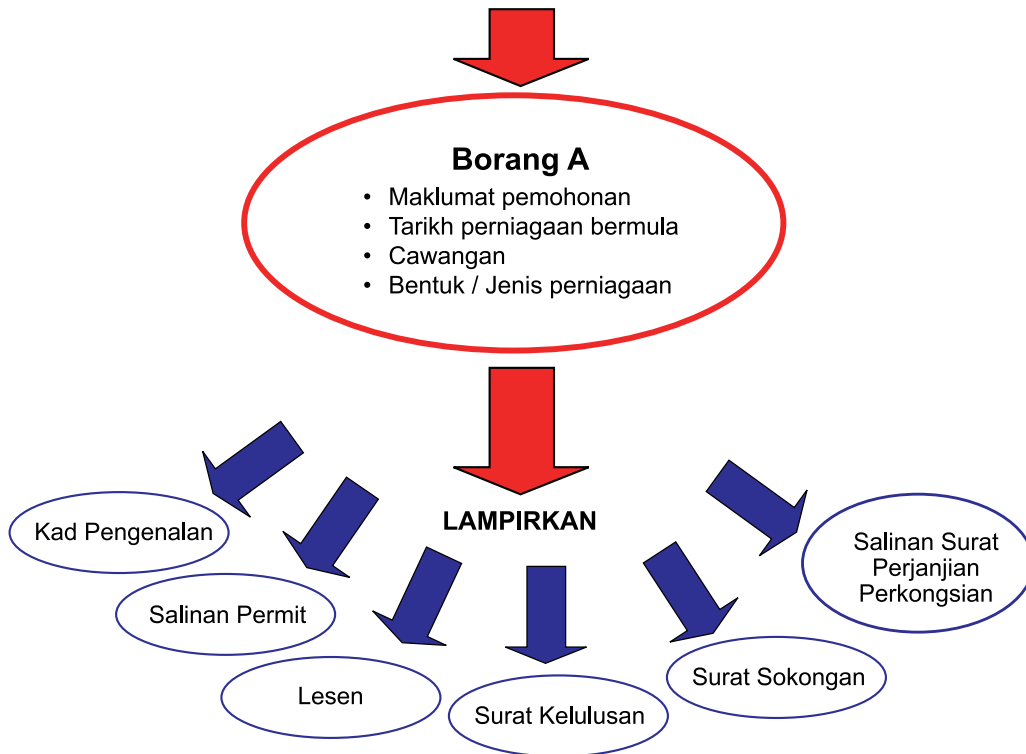 Borang A
• Maklumat pemohonan
• Tarikh perniagaan bermula
• Cawangan
• Bentuk / Jenis perniagaan
LAMPIRKAN
Kad Pengenalan
Salinan Permit
Lesen
Surat Kelulusan
Surat Sokongan
Salinan Surat
Perjanjian
Perkongsian